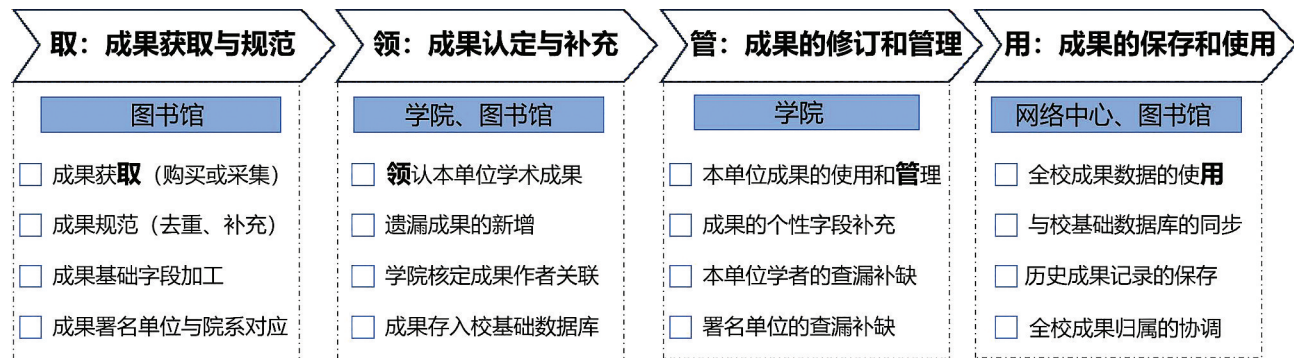 取：成果获取与规范
图书馆
成果获取（购买或采集）
成果规范（去重、补充）
成果基础字段加工
成果署名单位与院系对应
领：成果认定与补充
学院、图书馆
领认本单位学术成果
遗漏成果的新增
学院核定成果作者关联
成果存入校基础数据库
管：成果的修订和管理
学院
本单位成果的使用和管理
成果的个性字段补充
本单位学者的查漏补缺
署名单位的查漏补缺
用：成果的保存和使用
网络中心、图书馆
全校成果数据的使用
与校基础数据库的同步
历史成果记录的保存
全校成果归属的协调